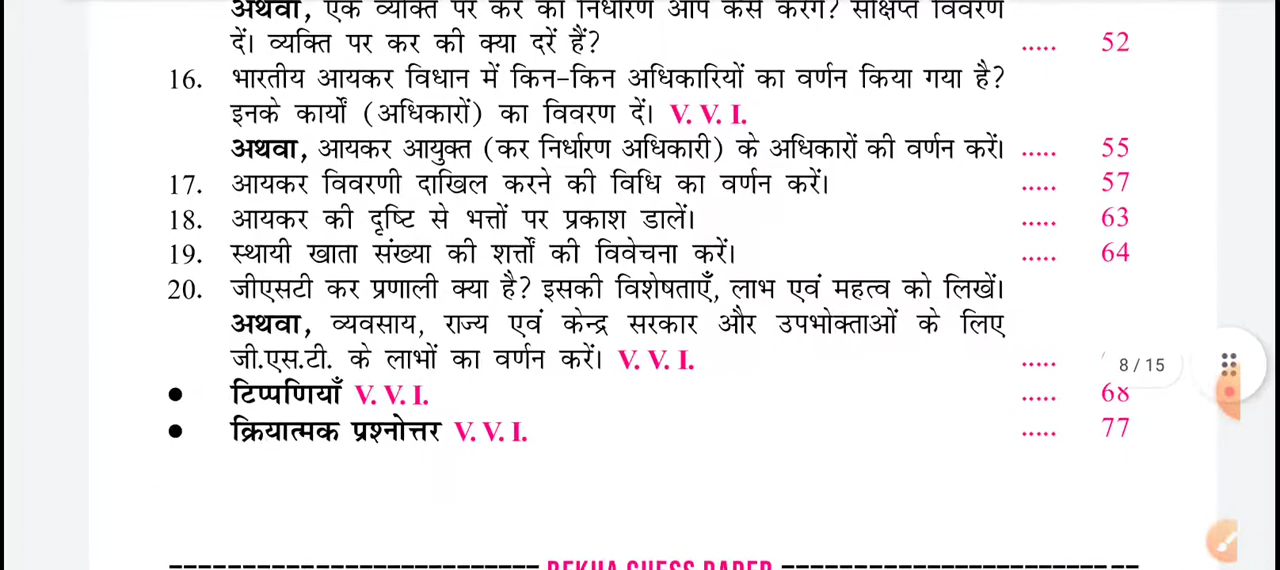 अथवा, एक व्यक्ति पर कर का निर्धारण आप कैसे करेंगे? संक्षिप्त विवरण
दें। व्यक्ति पर कर की क्या दरें हैं? ..... 52
16. भारतीय आयकर विधान में किन-किन अधिकारियों का वर्णन किया गया है?
इनके कार्यों (अधिकारों) का विवरण दें। V. V. I.
अथवा, आयकर आयुक्त (कर निर्धारण अधिकारी) के अधिकारों की वर्णन करें। ..... 55
17. आयकर विवरणी दाखिल करने की विधि का वर्णन करें। ..... 57
18. आयकर की दृष्टि से भत्तों पर प्रकाश डालें। ..... 63
19. स्थायी खाता संख्या की शर्त्तों की विवेचना करें। ..... 64
20. जीएसटी कर प्रणाली क्या है? इसकी विशेषताएँ, लाभ एवं महत्व को लिखें।
अथवा, व्यवसाय, राज्य एवं केन्द्र सरकार और उपभोक्ताओं के लिए
जी.एस.टी. के लाभों का वर्णन करें। V. V. I. .....
8 / 15
● टिप्पणियाँ V. V. I. ..... 68
● क्रियात्मक प्रश्नोत्तर V. V. I. ..... 77
REKHA GUESS PAPER